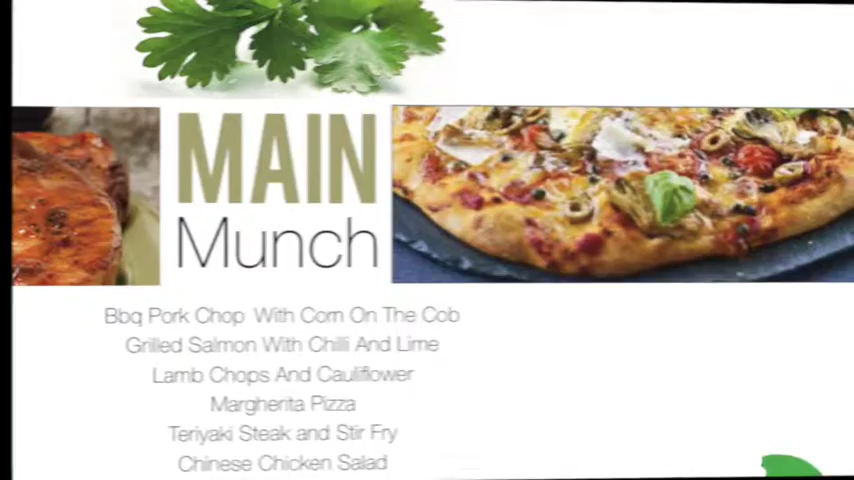 MAIN
Munch
Bbq Pork Chop With Corn On The Cob
Grilled Salmon With Chilli And Lime
Lamb Chops And Cauliflower
Margherita Pizza
Teriyaki Steak and Stir Fry
Chinese Chicken Salad